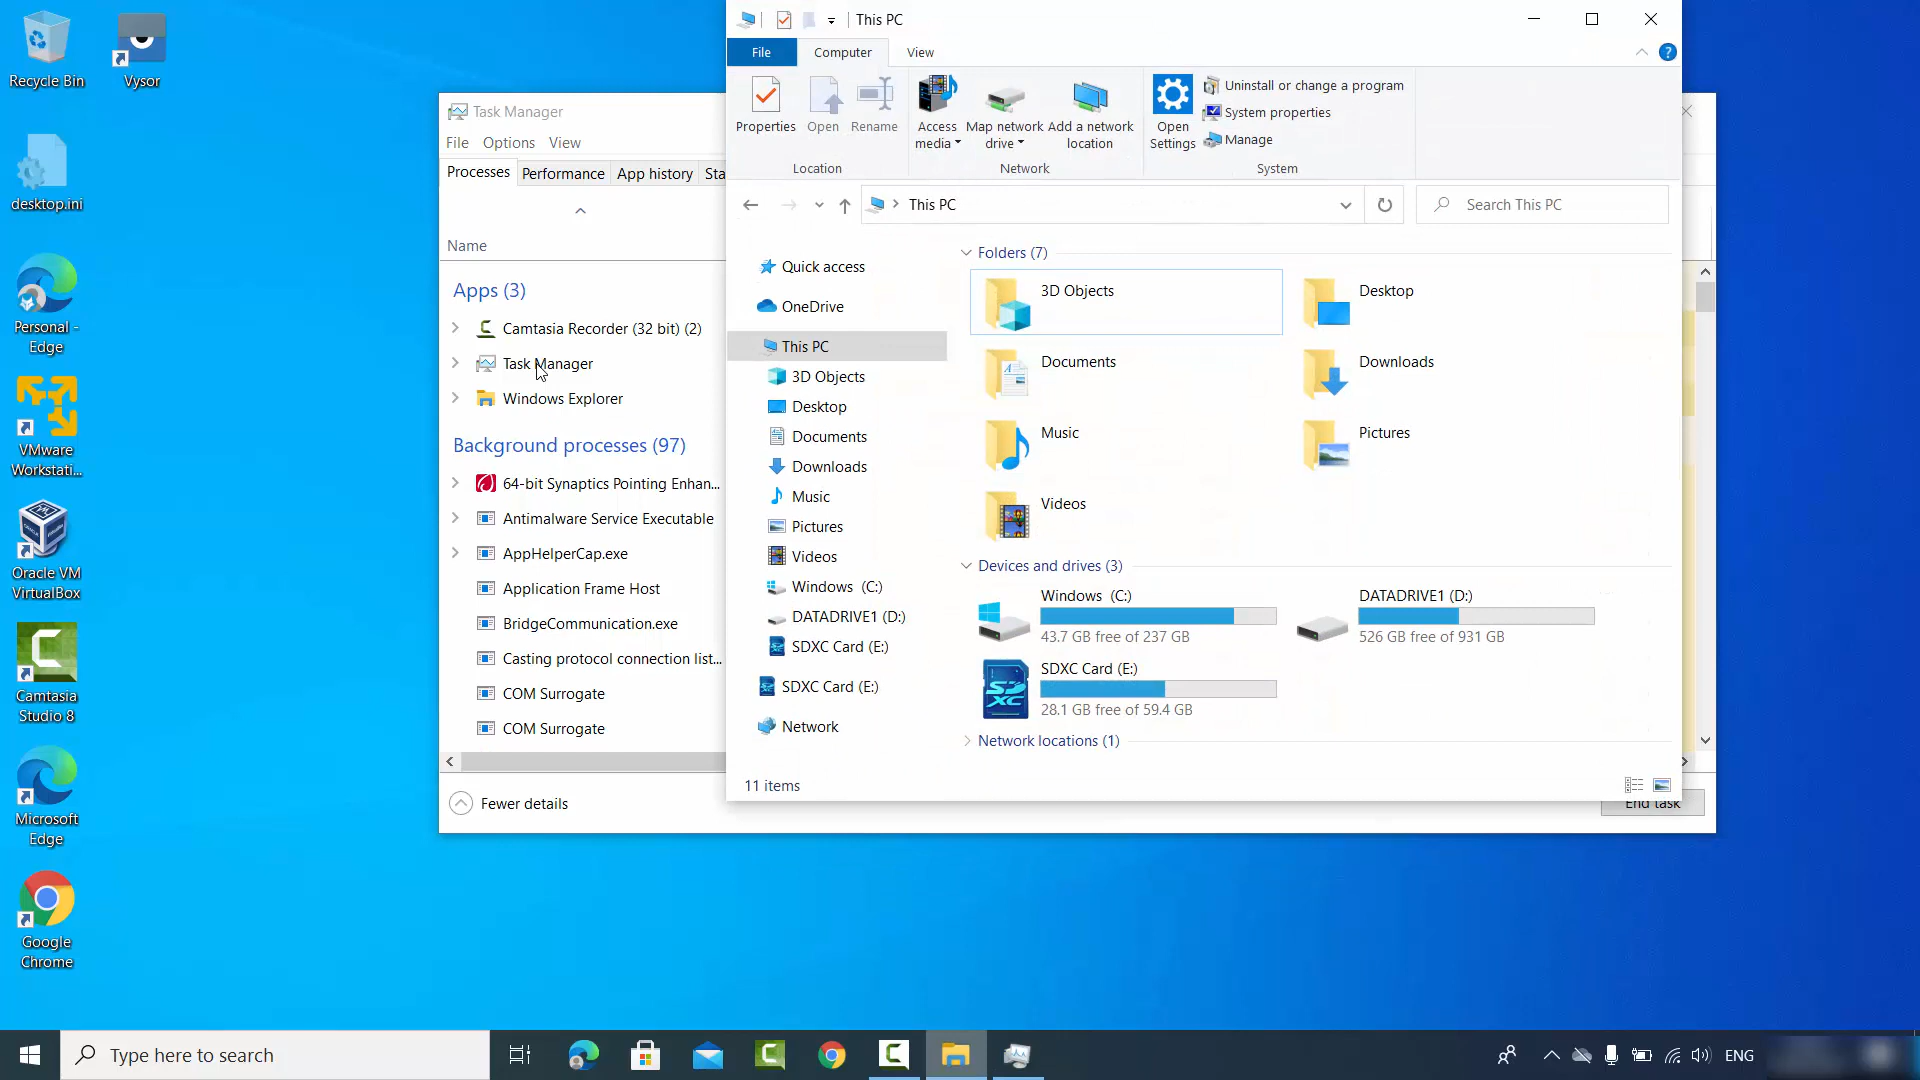 Recycle Bin
Vysor
desktop.ini
Personal -
Edge
VMware
Workstati...
Oracle VM
VirtualBox
Camtasia
Studio 8
Microsoft
Edge
Google
Chrome
Task Manager
File Options View
Processes Performance App history Sta
Name
Apps (3)
Camtasia Recorder (32 bit) (2)
Task Manager
Windows Explorer
Background processes (97)
64-bit Synaptics Pointing Enhan...
Antimalware Service Executable
AppHelperCap.exe
Application Frame Host
BridgeCommunication.exe
Casting protocol connection list...
COM Surrogate
COM Surrogate
Fewer details
End task
This PC
File Computer View
Properties
Open
Rename
Location
Access
media
Map network
drive
Add a network
location
Network
Open
Settings
Uninstall or change a program
System properties
Manage
System
This PC
Search This PC
Quick access
OneDrive
This PC
3D Objects
Desktop
Documents
Downloads
Music
Pictures
Videos
Windows (C:)
DATADRIVE1 (D:)
SDXC Card (E:)
SDXC Card (E:)
Network
Folders (7)
3D Objects
Desktop
Documents
Downloads
Music
Pictures
Videos
Devices and drives (3)
Windows (C:)
43.7 GB free of 237 GB
DATADRIVE1 (D:)
526 GB free of 931 GB
SDXC Card (E:)
28.1 GB free of 59.4 GB
Network locations (1)
11 items
Type here to search
ENG